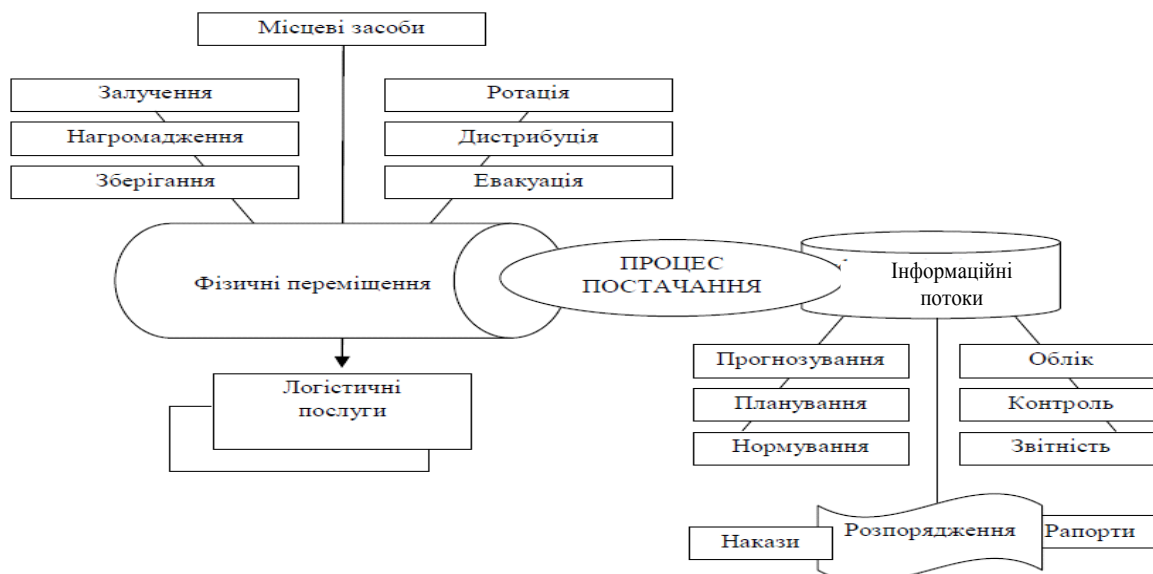 Місцеві засоби
Залучення
Нагромадження
Зберігання
Ротація
Дистрибуція
Евакуація
Фізичні переміщення
ПРОЦЕС
ПОСТАЧАННЯ
Інформаційні
потоки
Логістичні
послуги
Прогнозування
Планування
Нормування
Облік
Контроль
Звітність
Накази
Розпорядження
Рапорти